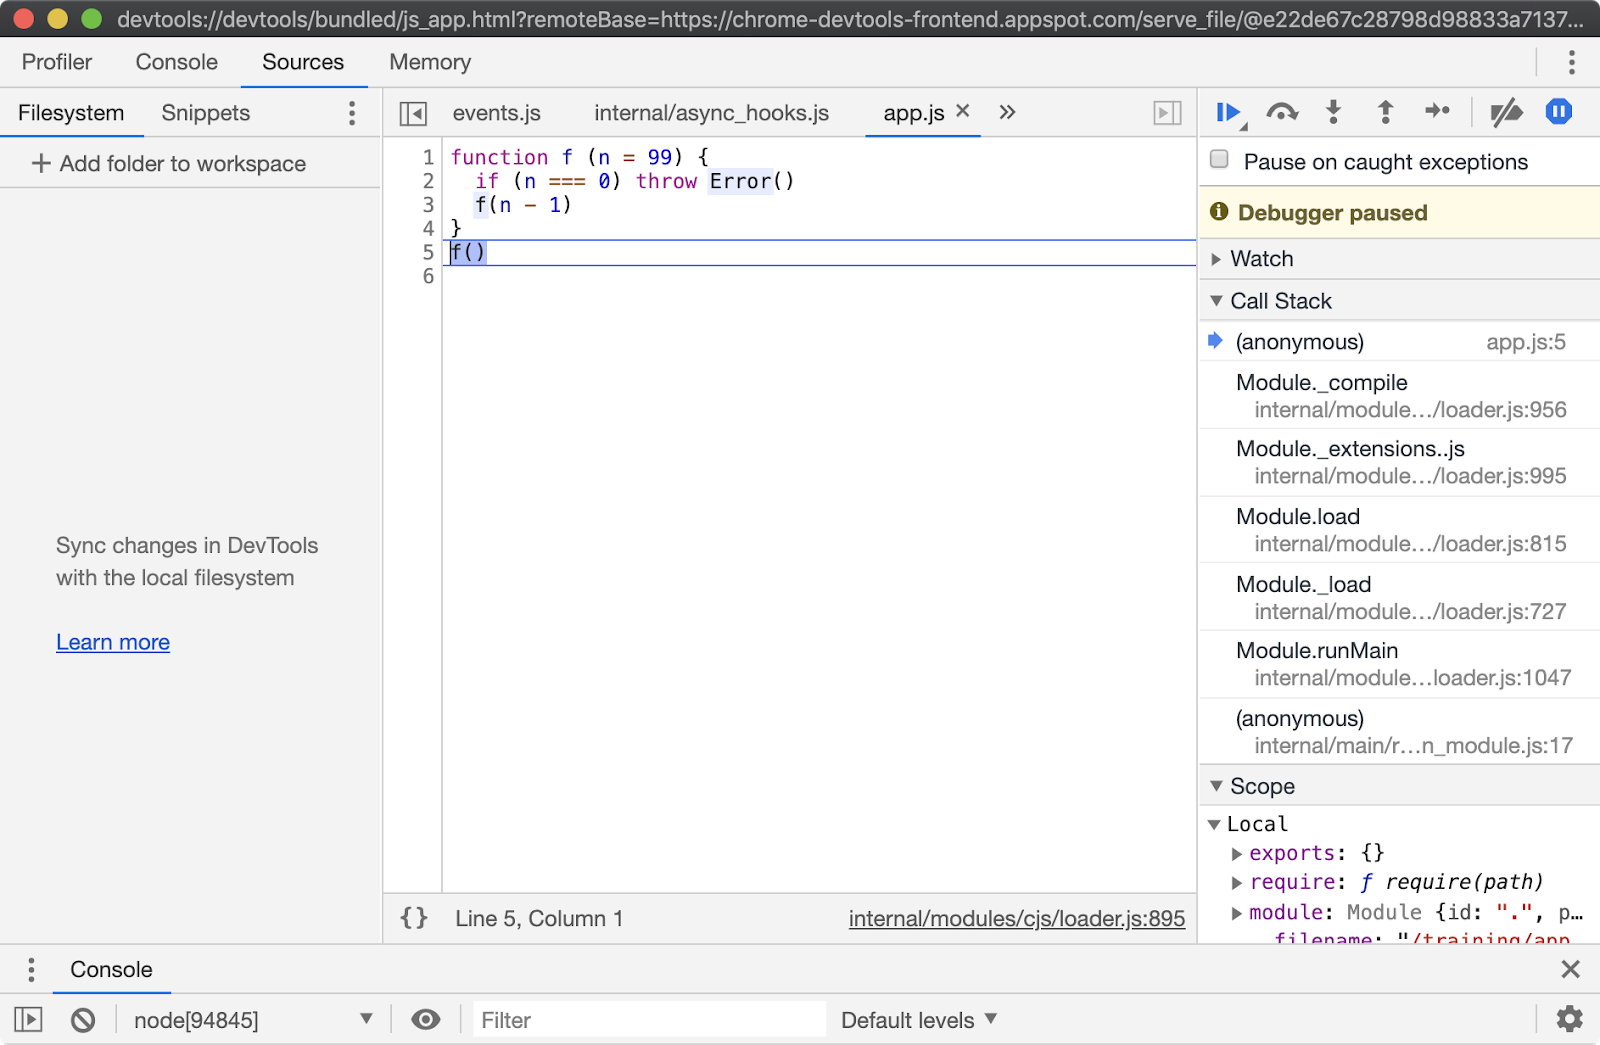 devtools://devtools/bundled/js_app.html?remoteBase=https://chrome-devtools-frontend.appspot.com/serve_file/@e22de67c28798d98833a7137...
Profiler Console Sources Memory
Filesystem Snippets
events.js internal/async_hooks.js app.js ✕ »
+ Add folder to workspace
Sync changes in DevTools
with the local filesystem
Learn more
1 function f (n = 99) {
2 if (n === 0) throw Error()
3 f(n - 1)
4 }
5 f()
6
{} Line 5, Column 1 internal/modules/cjs/loader.js:895
Pause on caught exceptions
Debugger paused
Watch
Call Stack
(anonymous) app.js:5
Module._compile
internal/module…/loader.js:956
Module._extensions..js
internal/module…/loader.js:995
Module.load
internal/module…/loader.js:815
Module._load
internal/module…/loader.js:727
Module.runMain
internal/module…loader.js:1047
(anonymous)
internal/main/r…n_module.js:17
Scope
Local
exports: {}
require: ƒ require(path)
module: Module {id: ".", p…
filename: "/training/app
Console
node[94845] Filter Default levels